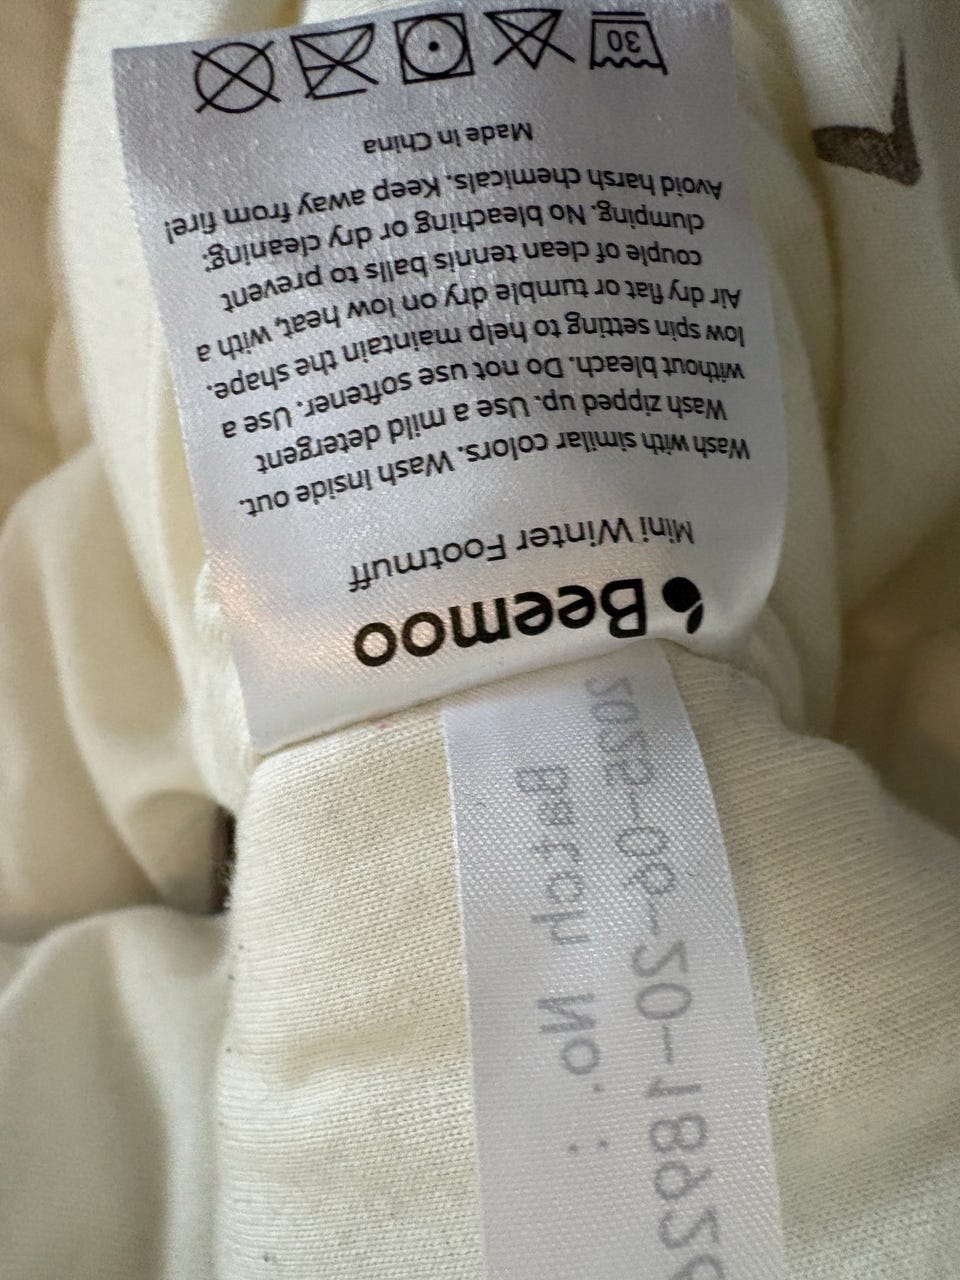 Beemoo
Mini Winter Footmuff
Wash with similar colors. Wash inside out.
Wash zipped up. Use a mild detergent
without bleach. Do not use softener. Use a
low spin setting to help maintain the shape.
Air dry flat or tumble dry on low heat, with a
couple of clean tennis balls to prevent
clumping. No bleaching or dry cleaning.
Avoid harsh chemicals. Keep away from fire!
Made in China
30
Batch No.: